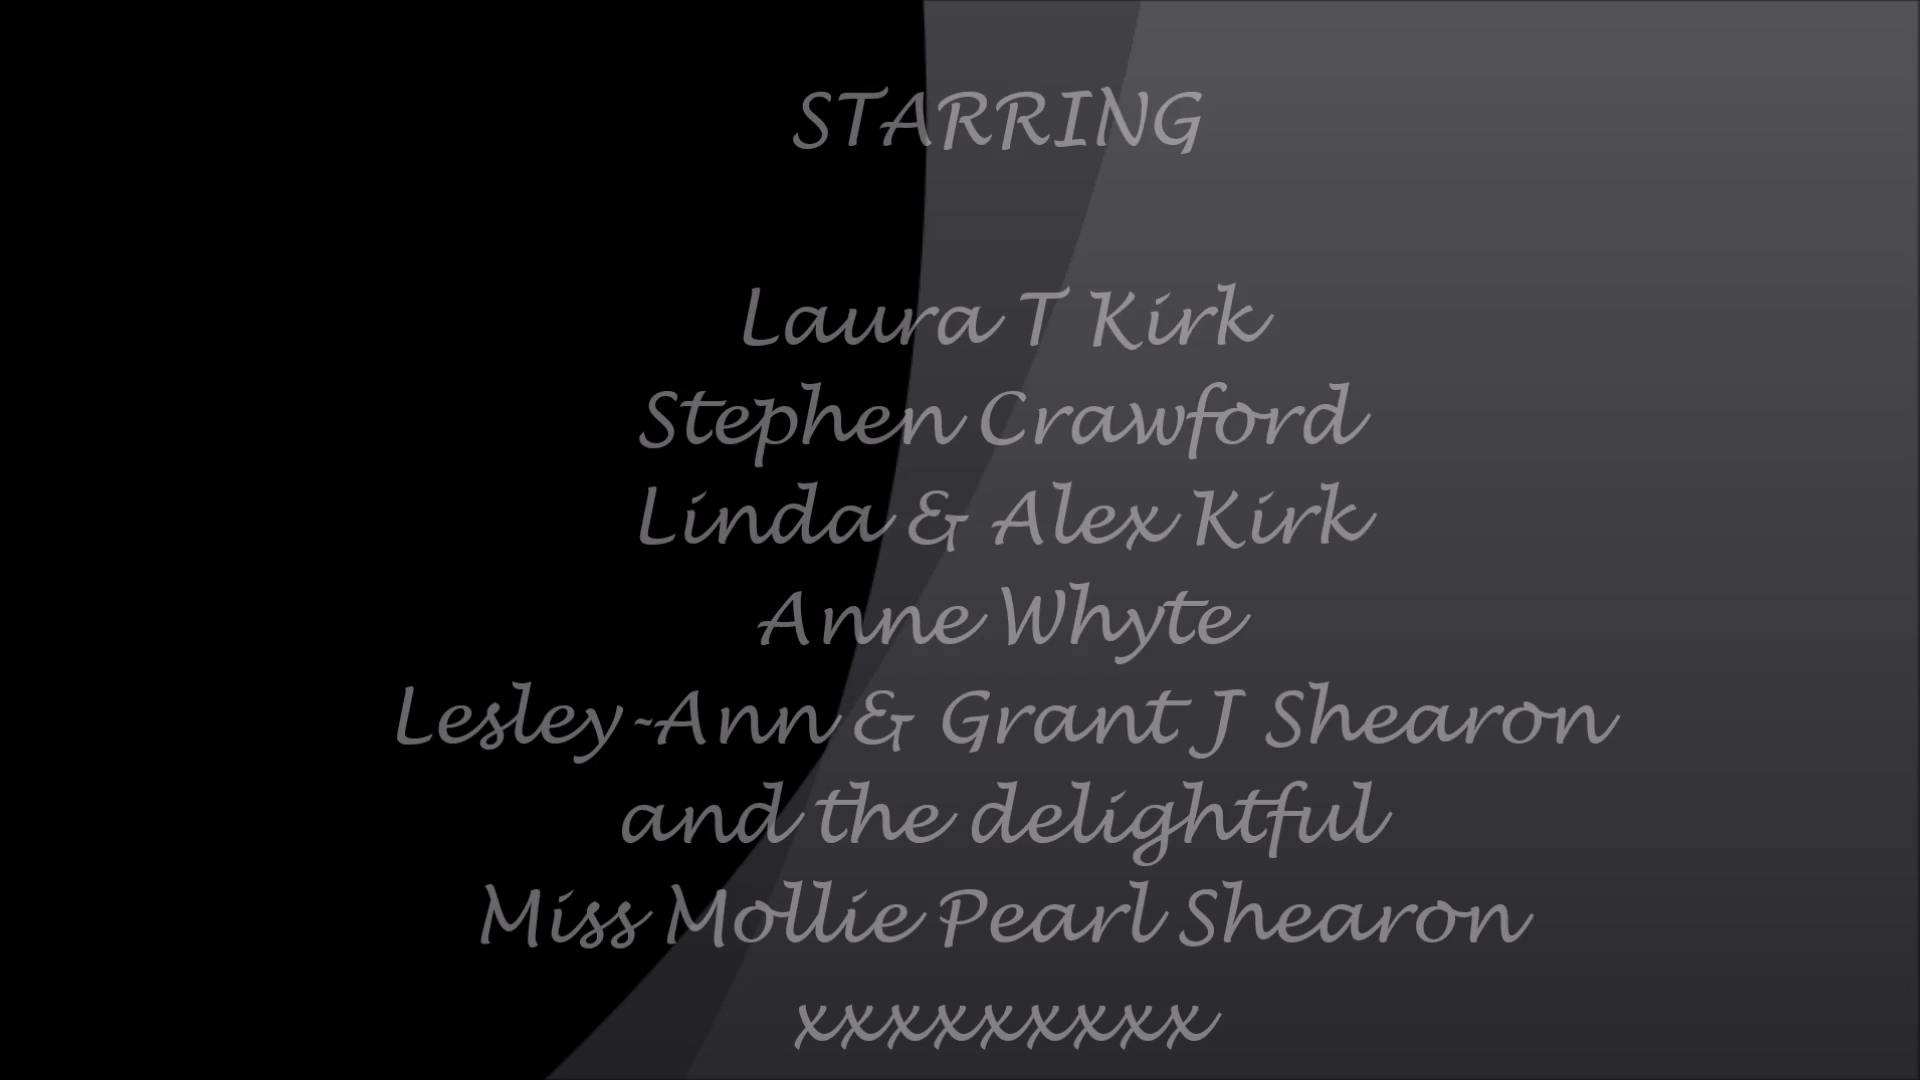 STARRING
Laura T Kirk
Stephen Crawford
Linda & Alex Kirk
Anne Whyte
Lesley-Ann & Grant J Shearon
and the delightful
Miss Mollie Pearl Shearon
xxxxxxxxx